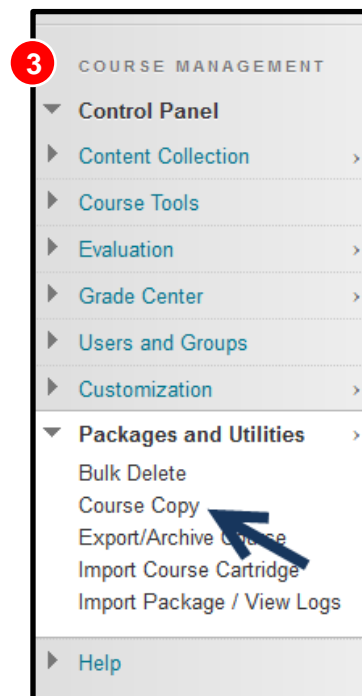 3
COURSE MANAGEMENT
Control Panel
Content Collection
Course Tools
Evaluation
Grade Center
Users and Groups
Customization
Packages and Utilities
Bulk Delete
Course Copy
Export/Archive Course
Import Course Cartridge
Import Package / View Logs
Help